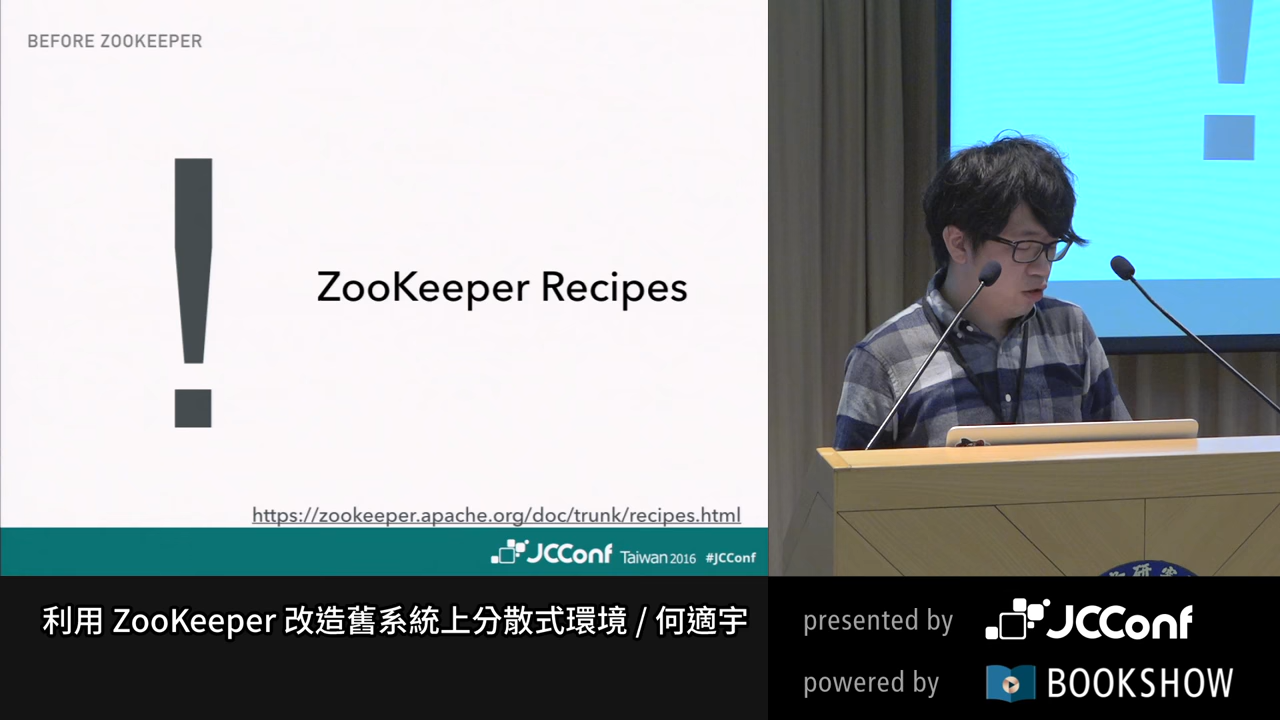 BEFORE ZOOKEEPER
!
ZooKeeper Recipes
https://zookeeper.apache.org/doc/trunk/recipes.html
JCConf Taiwan 2016 #JCConf
利用 ZooKeeper 改造舊系統上分散式環境 / 何適宇
presented by JCConf
powered by BOOKSHOW